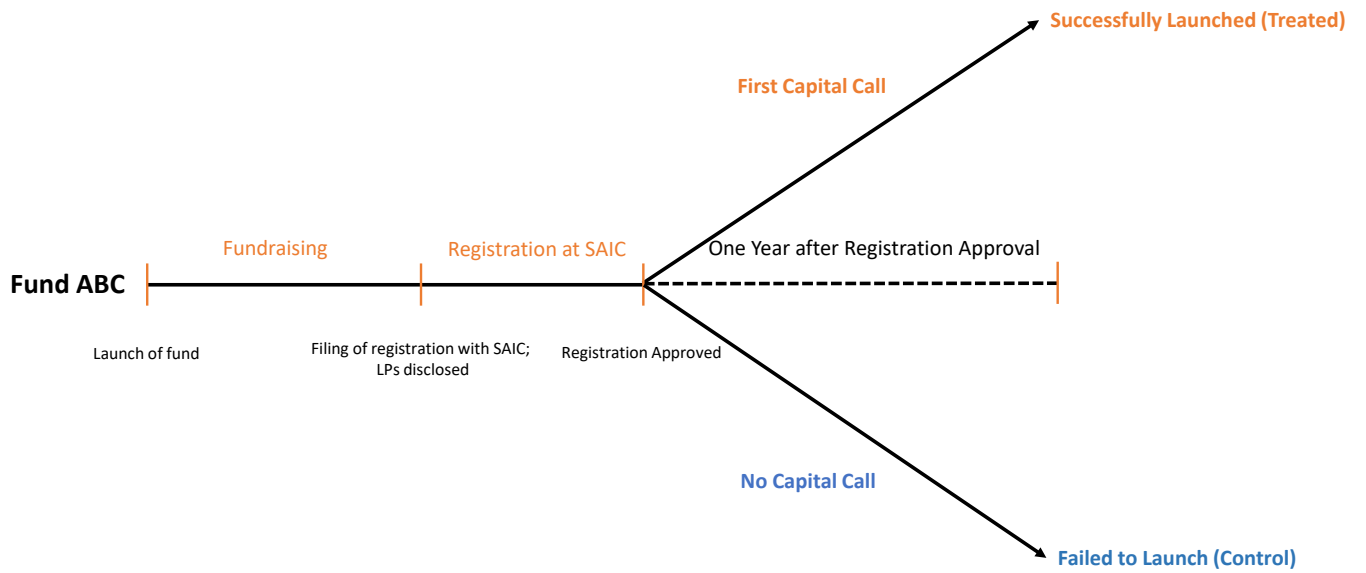 Successfully Launched (Treated)
First Capital Call
Fundraising
Registration at SAIC
One Year after Registration Approval
Fund ABC
Launch of fund
Filing of registration with SAIC;
LPs disclosed
Registration Approved
No Capital Call
Failed to Launch (Control)